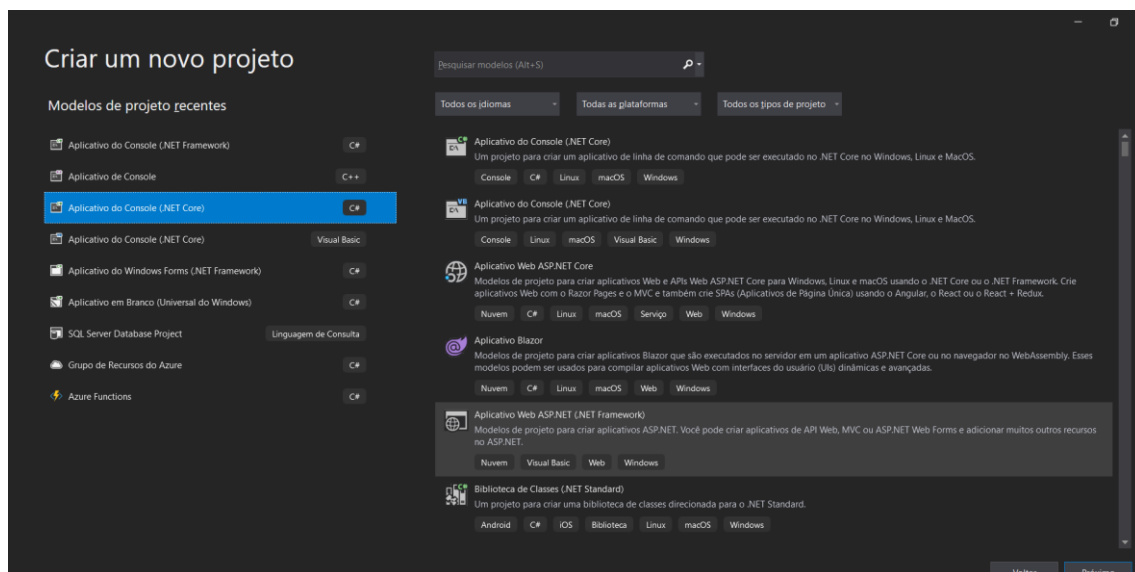 Criar um novo projeto
Modelos de projeto recentes
Aplicativo do Console (.NET Framework) C#
Aplicativo de Console C++
Aplicativo do Console (.NET Core) C#
Aplicativo do Console (.NET Core) Visual Basic
Aplicativo do Windows Forms (.NET Framework) C#
Aplicativo em Branco (Universal do Windows) C#
SQL Server Database Project Linguagem de Consulta
Grupo de Recursos do Azure C#
Azure Functions C#
Pesquisar modelos (Alt+S)
Todos os idiomas Todas as plataformas Todos os tipos de projeto
Aplicativo do Console (.NET Core)
Um projeto para criar um aplicativo de linha de comando que pode ser executado no .NET Core no Windows, Linux e MacOS.
Console C# Linux macOS Windows
Aplicativo do Console (.NET Core)
Um projeto para criar um aplicativo de linha de comando que pode ser executado no .NET Core no Windows, Linux e MacOS.
Console Linux macOS Visual Basic Windows
Aplicativo Web ASP.NET Core
Modelos de projeto para criar aplicativos Web e APIs Web ASP.NET Core para Windows, Linux e macOS usando o .NET Core ou o .NET Framework. Crie
aplicativos Web com o Razor Pages e o MVC e também crie SPAs (Aplicativos de Página Única) usando o Angular, o React ou o React + Redux.
Nuvem C# Linux macOS Serviço Web Windows
Aplicativo Blazor
Modelos de projeto para criar aplicativos Blazor que são executados no servidor em um aplicativo ASP.NET Core ou no navegador no WebAssembly. Esses
modelos podem ser usados para compilar aplicativos Web com interfaces do usuário (UIs) dinâmicas e avançadas.
Nuvem C# Linux macOS Web Windows
Aplicativo Web ASP.NET (.NET Framework)
Modelos de projeto para criar aplicativos ASP.NET. Você pode criar aplicativos de API Web, MVC ou ASP.NET Web Forms e adicionar muitos outros recursos
no ASP.NET.
Nuvem Visual Basic Web Windows
Biblioteca de Classes (.NET Standard)
Um projeto para criar uma biblioteca de classes direcionada para o .NET Standard.
Android C# iOS Biblioteca Linux macOS Windows
Voltar Próximo